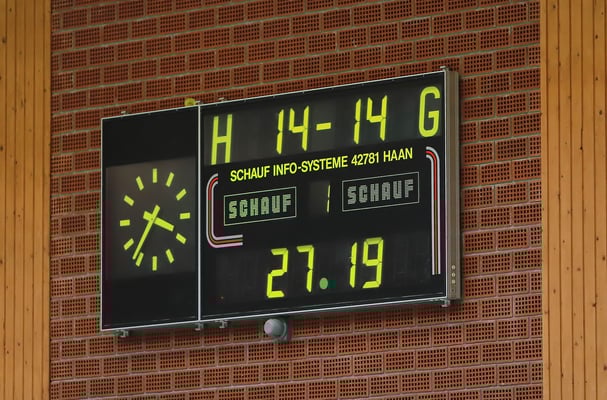 H 14-14 G
SCHAUF INFO-SYSTEME 42781 HAAN
SCHAUF 1 SCHAUF
27.19